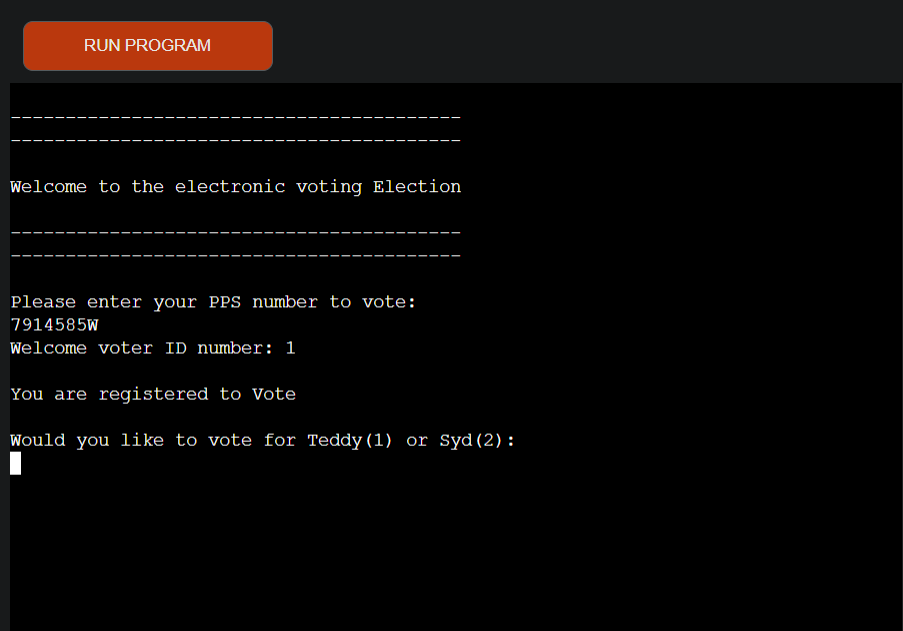 RUN PROGRAM
-----------------------------------------
-----------------------------------------
Welcome to the electronic voting Election
-----------------------------------------
-----------------------------------------
Please enter your PPS number to vote:
7914585W
Welcome voter ID number: 1
You are registered to Vote
Would you like to vote for Teddy(1) or Syd(2):